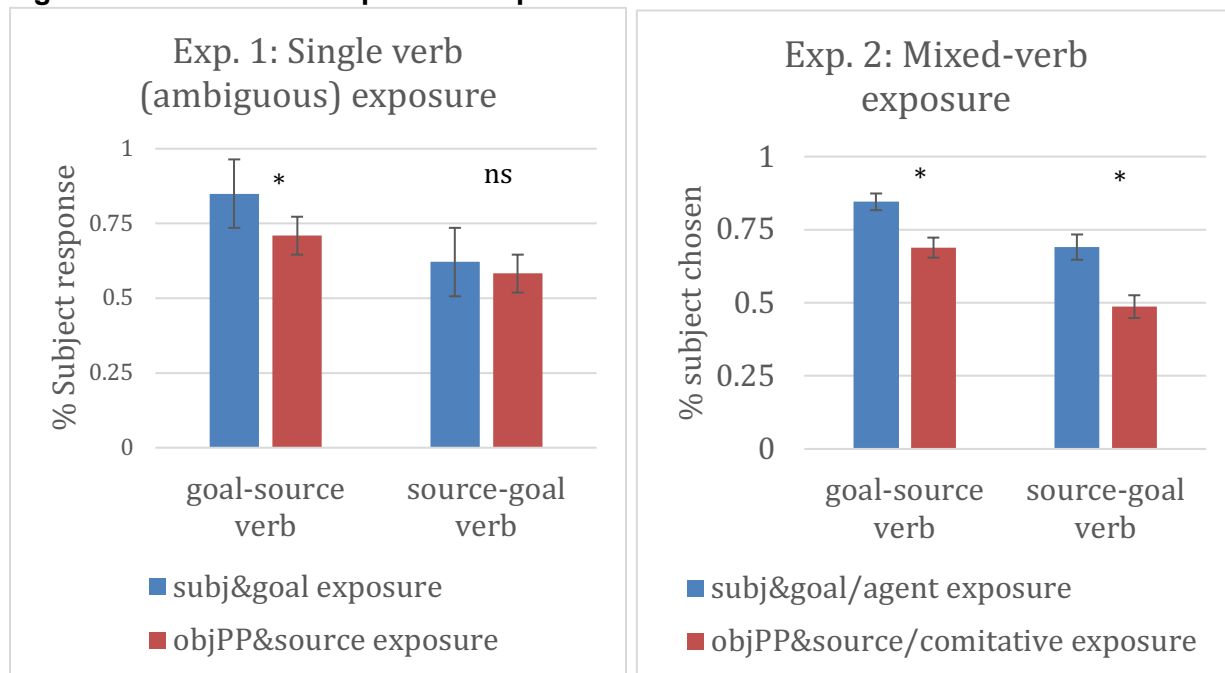 Exp. 1: Single verb
(ambiguous) exposure
% Subject response
1
0.75
0.5
0.25
0
*
ns
goal-source
verb
source-goal
verb
subj&goal exposure
objPP&source exposure
Exp. 2: Mixed-verb
exposure
% subject chosen
1
0.75
0.5
0.25
0
*
*
goal-source
verb
source-goal
verb
subj&goal/agent exposure
objPP&source/comitative exposure